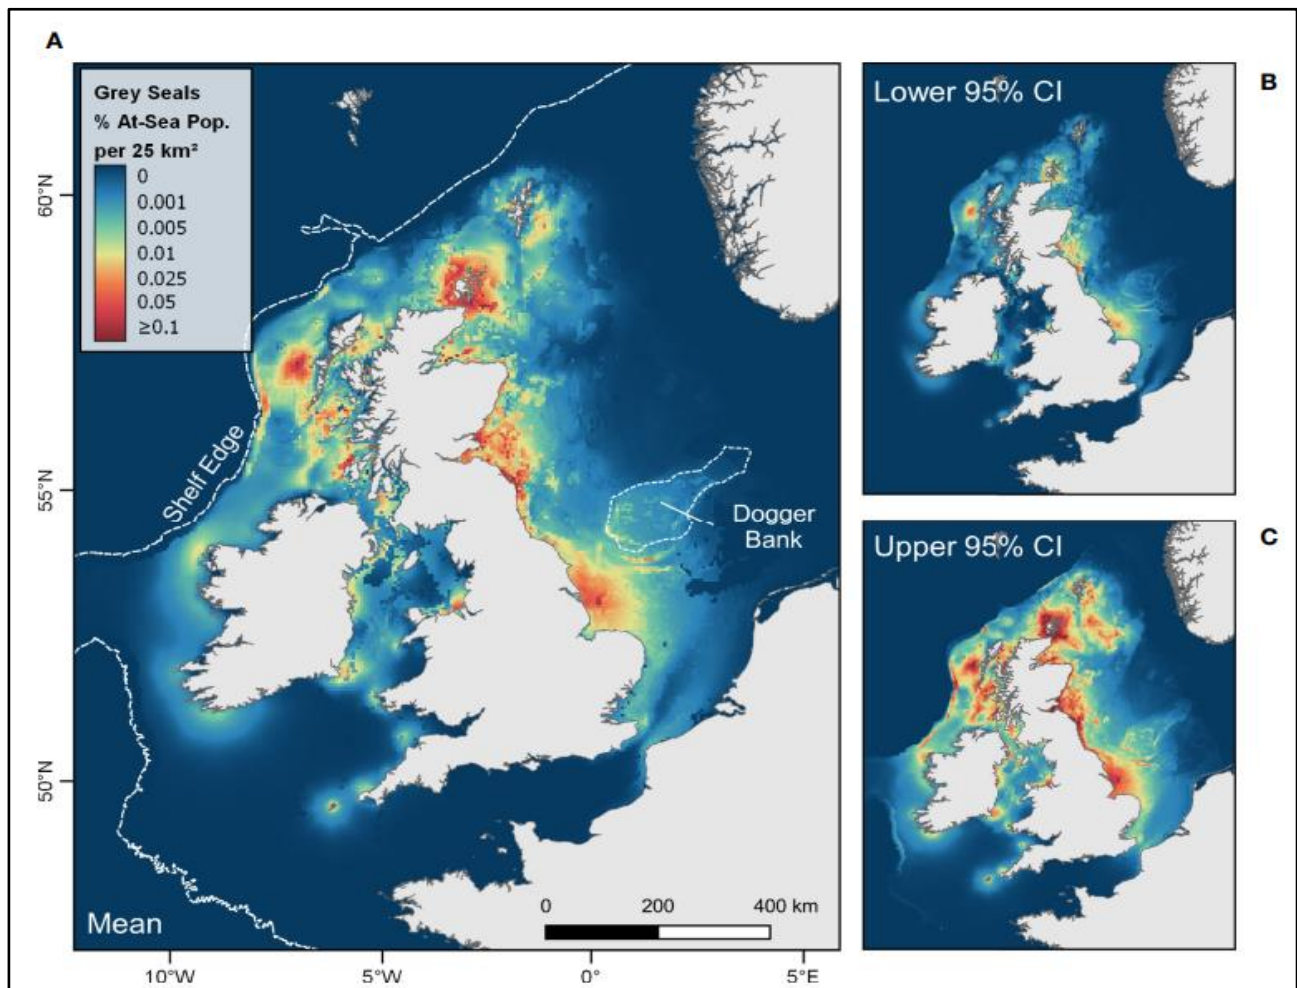 A
Grey Seals
% At-Sea Pop.
per 25 km²
0
0.001
0.005
0.01
0.025
0.05
≥0.1
60°N
55°N
50°N
Shelf Edge
Dogger
Bank
0
200
400 km
Mean
10°W
5°W
0°
5°E
Lower 95% CI
B
Upper 95% CI
C